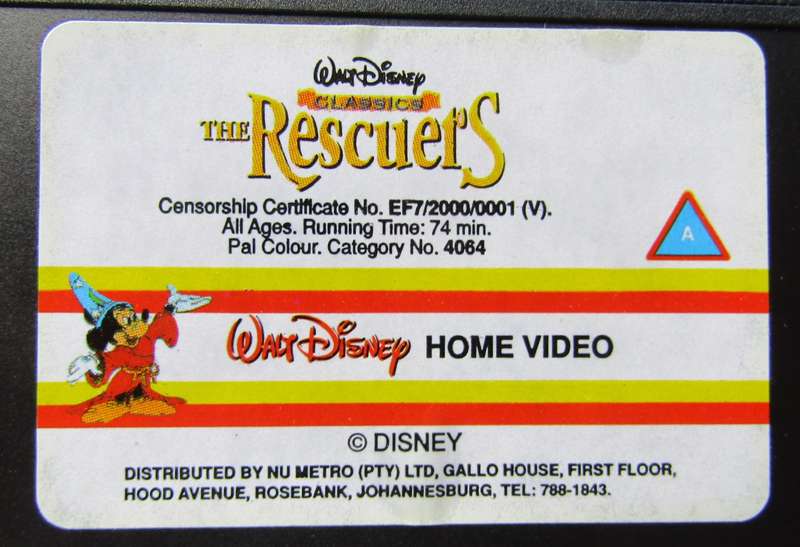 Walt Disney
CLASSICS
THE RESCUERS
Censorship Certificate No. EF7/2000/0001 (V).
All Ages. Running Time: 74 min.
Pal Colour. Category No. 4064
A
Walt Disney HOME VIDEO
© DISNEY
DISTRIBUTED BY NU METRO (PTY) LTD, GALLO HOUSE, FIRST FLOOR,
HOOD AVENUE, ROSEBANK, JOHANNESBURG, TEL: 788-1843.